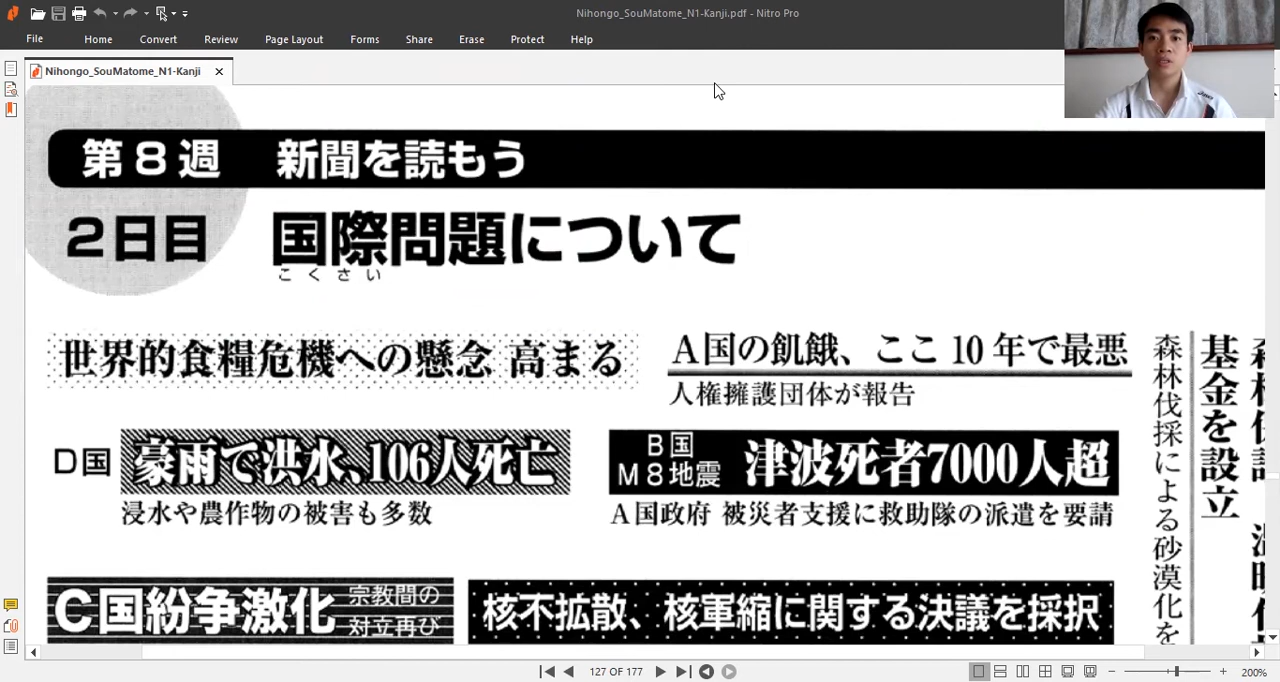 Nihongo_SouMatome_N1-Kanji.pdf - Nitro Pro
File Home Convert Review Page Layout Forms Share Erase Protect Help
Nihongo_SouMatome_N1-Kanji
第8週 新聞を読もう
2日目 国際問題について
こくさい
世界的食糧危機への懸念 高まる
A国の飢餓、ここ10年で最悪
人権擁護団体が報告
D国 豪雨で洪水、106人死亡
浸水や農作物の被害も多数
B国
M8地震 津波死者7000人超
A国政府 被災者支援に救助隊の派遣を要請
C国紛争激化 宗教間の
対立再び
核不拡散、核軍縮に関する決議を採択
基金を設立
森林伐採による砂漠化を
127 OF 177
200%